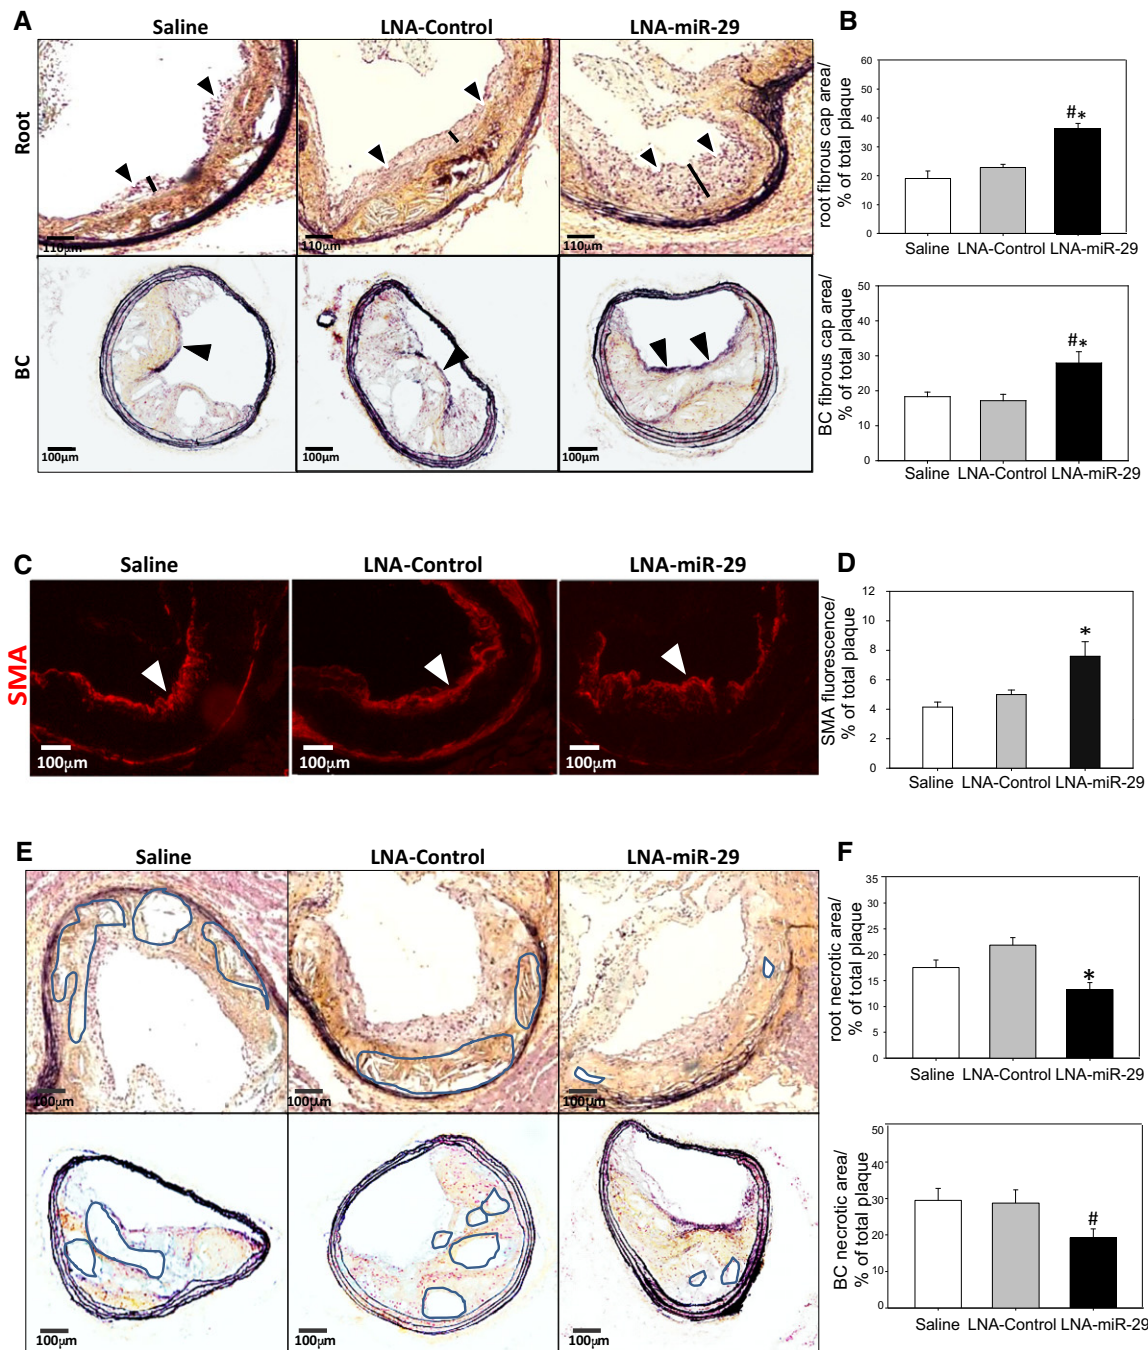 A
Saline
LNA-Control
LNA-miR-29
Root
110µm
110µm
110µm
BC
100µm
100µm
100µm
B
root fibrous cap area/
% of total plaque
60
50
40
30
20
10
0
#*
Saline LNA-Control LNA-miR-29
BC fibrous cap area/
% of total plaque
50
40
30
20
10
0
#*
Saline LNA-Control LNA-miR-29
C
Saline
LNA-Control
LNA-miR-29
SMA
100µm
100µm
100µm
D
SMA fluorescence/
% of total plaque
12
10
8
6
4
2
0
*
Saline LNA-Control LNA-miR-29
E
Saline
LNA-Control
LNA-miR-29
100µm
100µm
100µm
100µm
100µm
100µm
F
root necrotic area/
% of total plaque
35
30
25
20
15
10
5
0
*
Saline LNA-Control LNA-miR-29
BC necrotic area/
% of total plaque
50
40
30
20
10
0
#
Saline LNA-Control LNA-miR-29